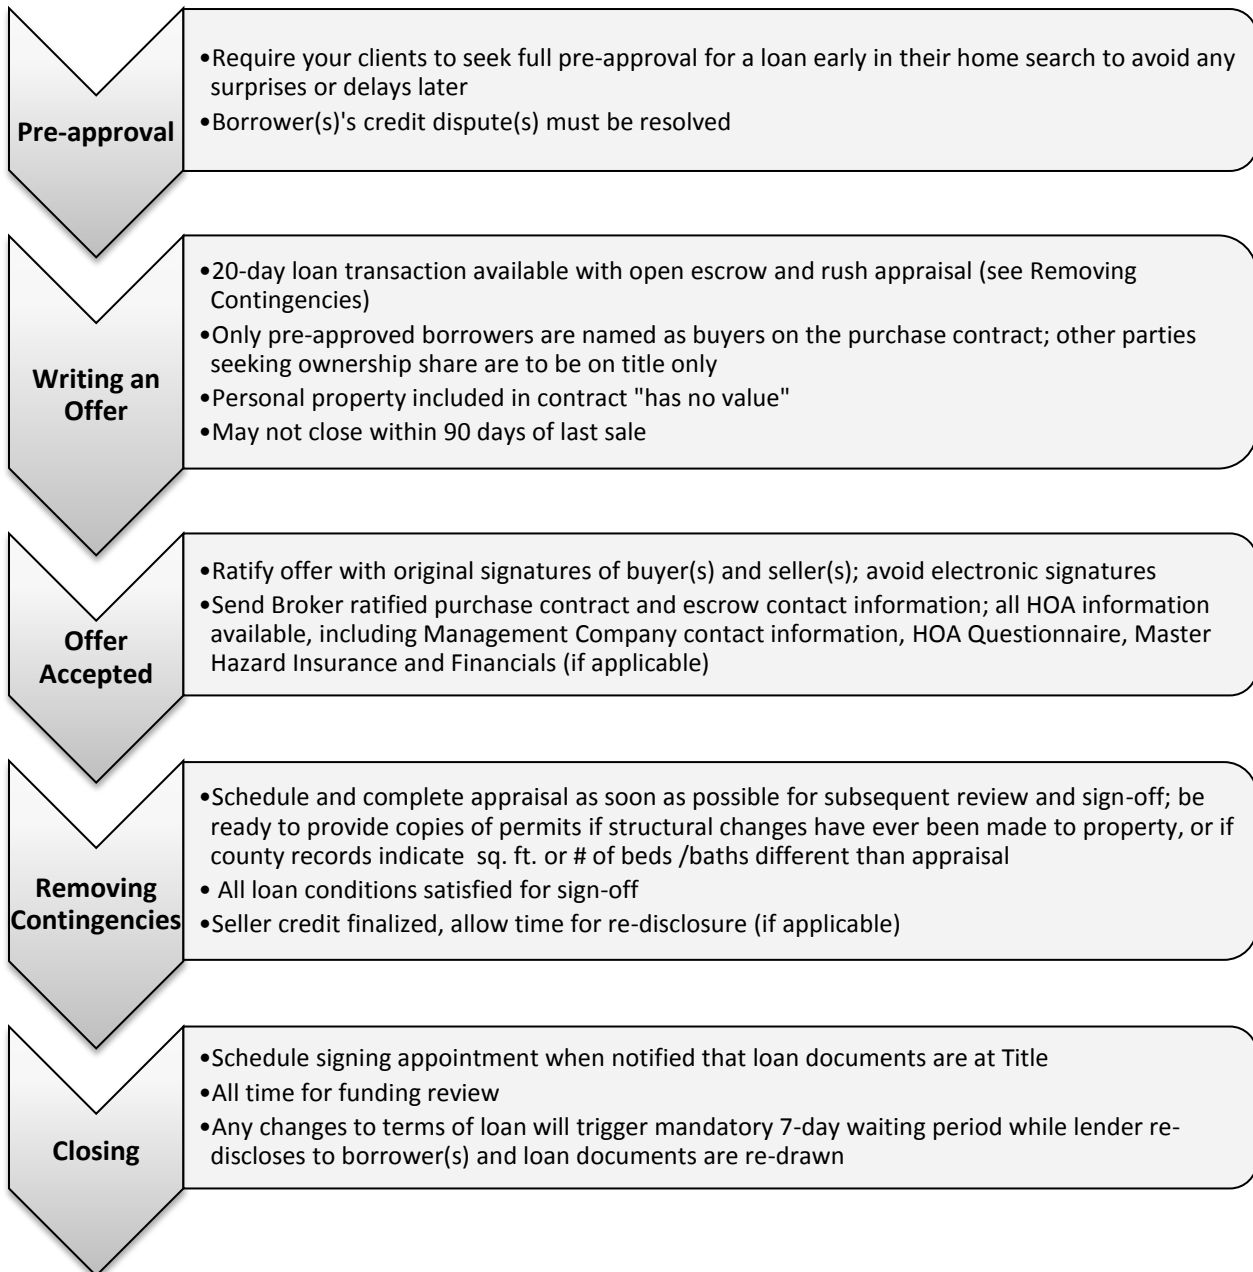 Pre-approval
•Require your clients to seek full pre-approval for a loan early in their home search to avoid any
surprises or delays later
•Borrower(s)'s credit dispute(s) must be resolved
Writing an
Offer
•20-day loan transaction available with open escrow and rush appraisal (see Removing
Contingencies)
•Only pre-approved borrowers are named as buyers on the purchase contract; other parties
seeking ownership share are to be on title only
•Personal property included in contract "has no value"
•May not close within 90 days of last sale
Offer
Accepted
•Ratify offer with original signatures of buyer(s) and seller(s); avoid electronic signatures
•Send Broker ratified purchase contract and escrow contact information; all HOA information
available, including Management Company contact information, HOA Questionnaire, Master
Hazard Insurance and Financials (if applicable)
Removing
Contingencies
•Schedule and complete appraisal as soon as possible for subsequent review and sign-off; be
ready to provide copies of permits if structural changes have ever been made to property, or if
county records indicate  sq. ft. or # of beds /baths different than appraisal
• All loan conditions satisfied for sign-off
•Seller credit finalized, allow time for re-disclosure (if applicable)
Closing
•Schedule signing appointment when notified that loan documents are at Title
•All time for funding review
•Any changes to terms of loan will trigger mandatory 7-day waiting period while lender re-
discloses to borrower(s) and loan documents are re-drawn